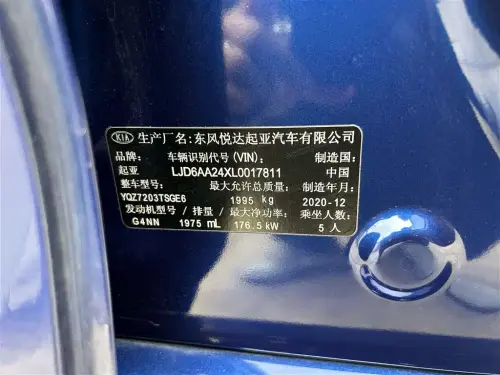 KIA 生产厂名:东风悦达起亚汽车有限公司
品牌: 车辆识别代号(VIN): 制造国:
起亚 LJD6AA24XL0017811 中国
整车型号: 最大允许总质量: 制造年月:
YQZ7203TSGE6 1995 kg 2020-12
发动机型号/排量/最大净功率: 乘坐人数:
G4NN 1975 mL 176.5 kW 5 人